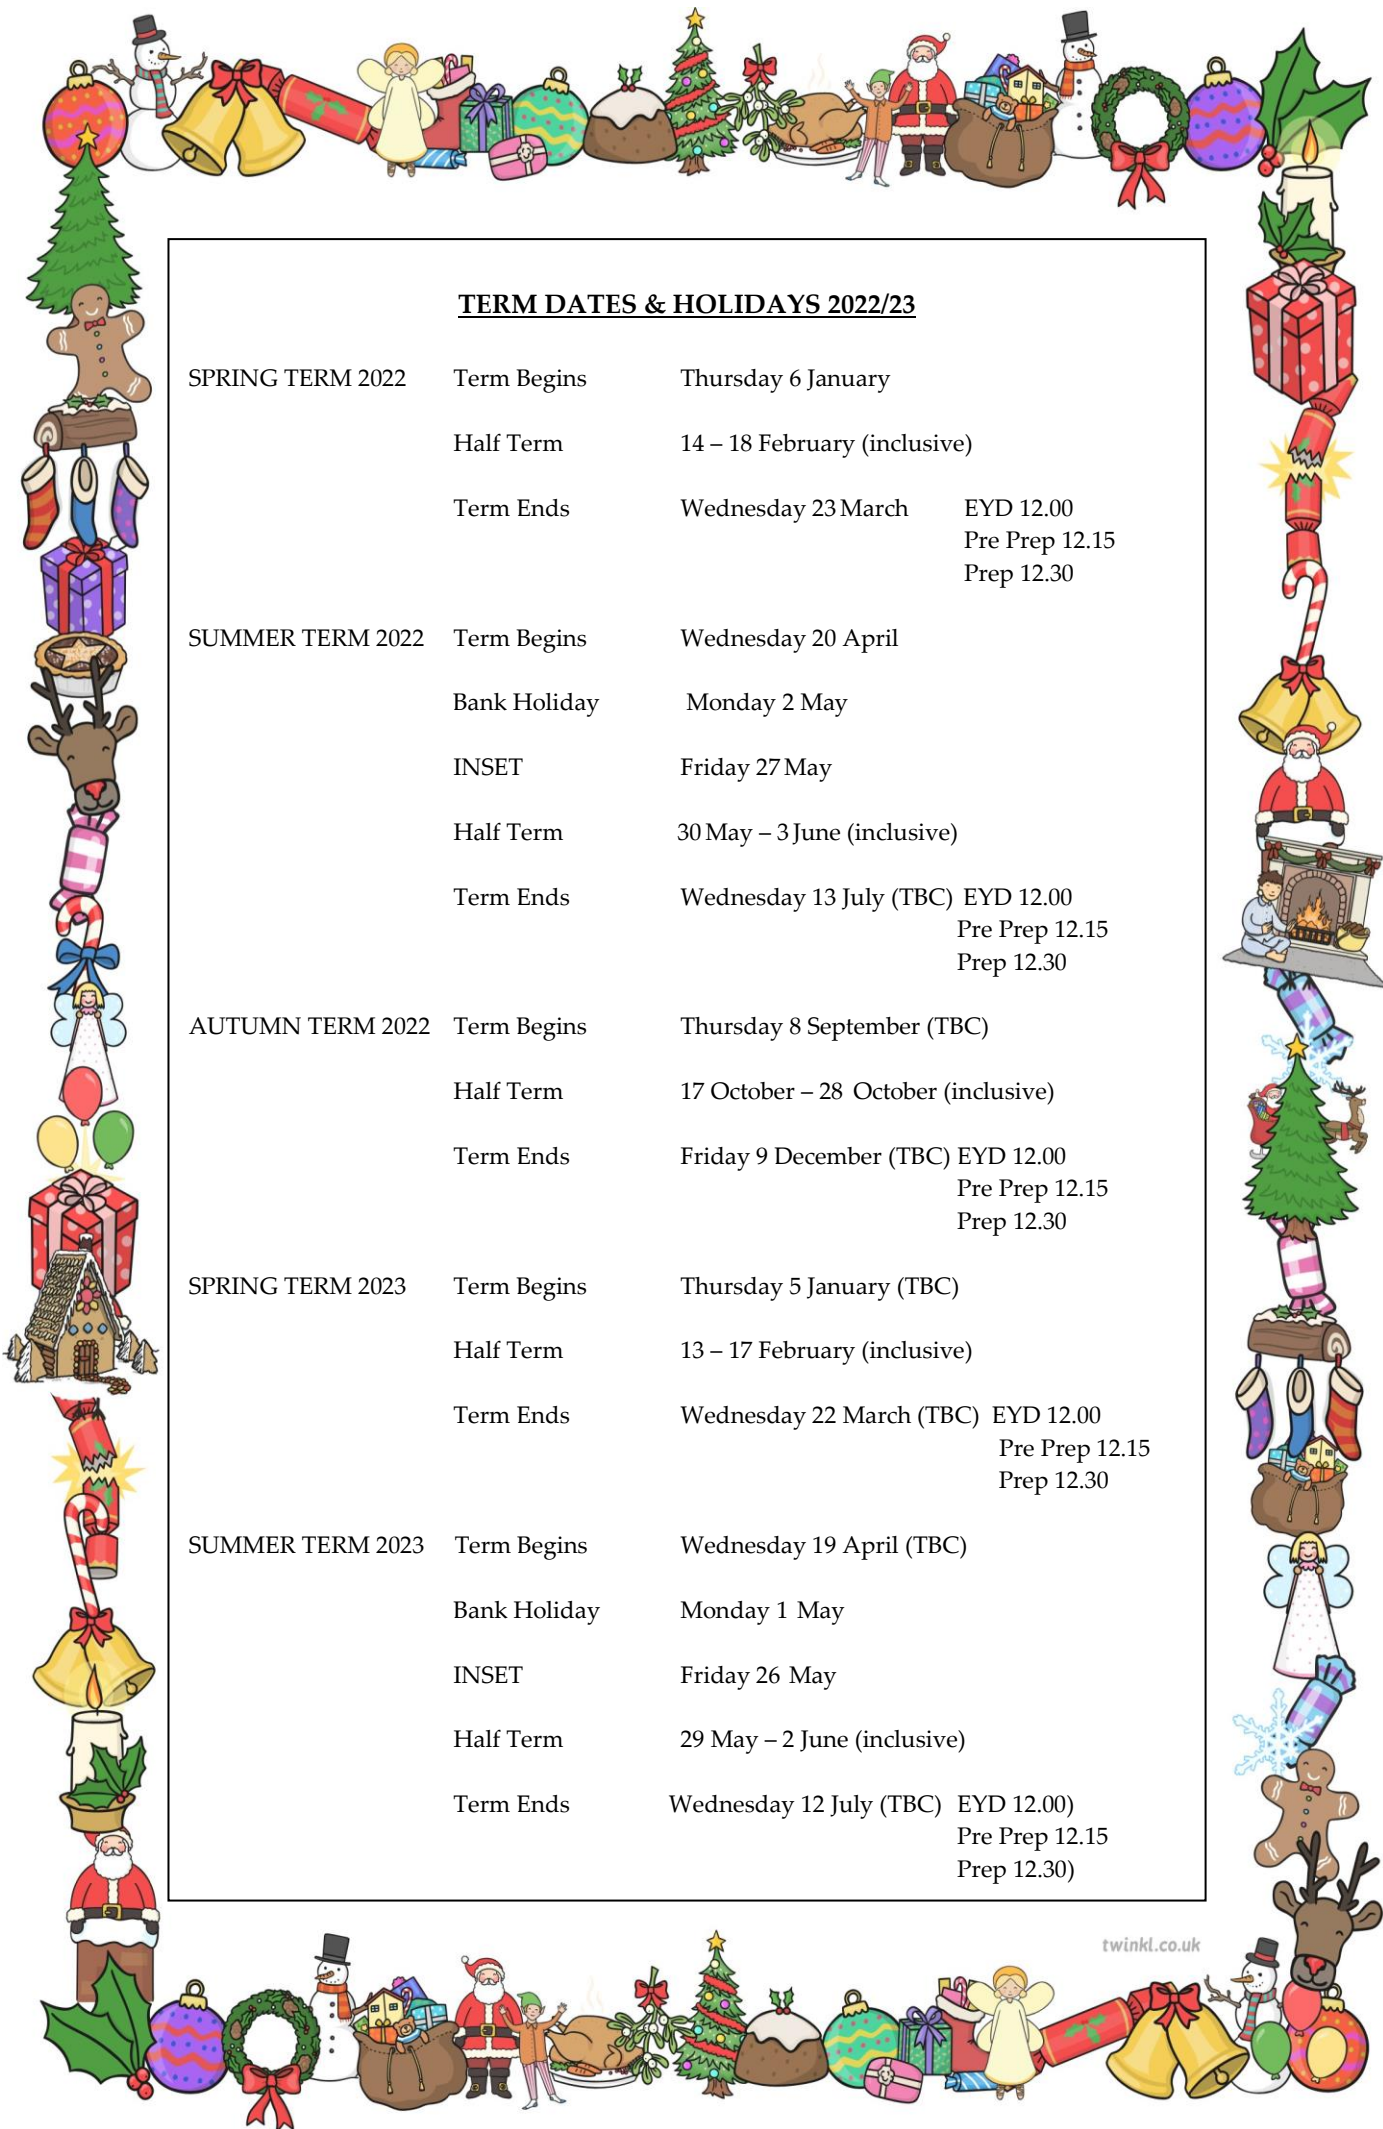 TERM DATES & HOLIDAYS 2022/23
SPRING TERM 2022 Term Begins Thursday 6 January
Half Term 14 – 18 February (inclusive)
Term Ends Wednesday 23 March EYD 12.00
Pre Prep 12.15
Prep 12.30
SUMMER TERM 2022 Term Begins Wednesday 20 April
Bank Holiday Monday 2 May
INSET Friday 27 May
Half Term 30 May – 3 June (inclusive)
Term Ends Wednesday 13 July (TBC) EYD 12.00
Pre Prep 12.15
Prep 12.30
AUTUMN TERM 2022 Term Begins Thursday 8 September (TBC)
Half Term 17 October – 28 October (inclusive)
Term Ends Friday 9 December (TBC) EYD 12.00
Pre Prep 12.15
Prep 12.30
SPRING TERM 2023 Term Begins Thursday 5 January (TBC)
Half Term 13 – 17 February (inclusive)
Term Ends Wednesday 22 March (TBC) EYD 12.00
Pre Prep 12.15
Prep 12.30
SUMMER TERM 2023 Term Begins Wednesday 19 April (TBC)
Bank Holiday Monday 1 May
INSET Friday 26 May
Half Term 29 May – 2 June (inclusive)
Term Ends Wednesday 12 July (TBC) EYD 12.00)
Pre Prep 12.15
Prep 12.30)
twinkl.co.uk